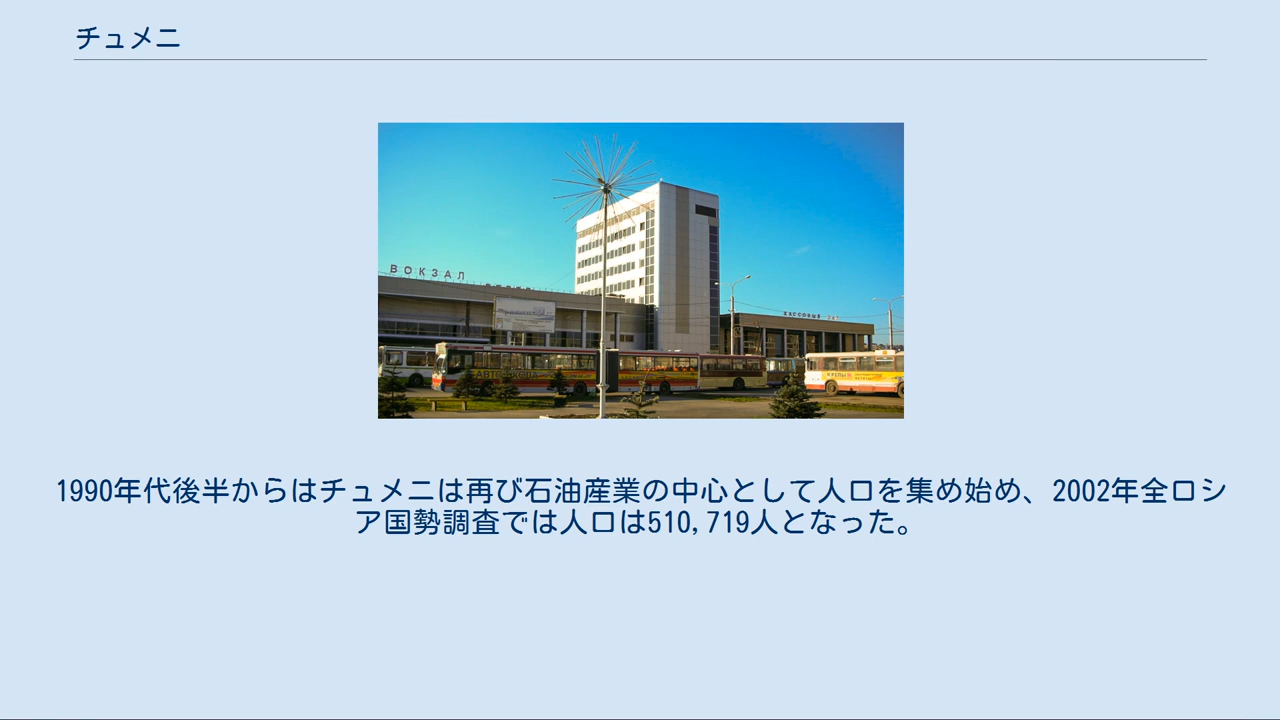 チュメニ
ВОКЗАЛ
КАССОВЫЙ ЗАЛ
1990年代後半からはチュメニは再び石油産業の中心として人口を集め始め、2002年全ロシ
ア国勢調査では人口は510,719人となった。